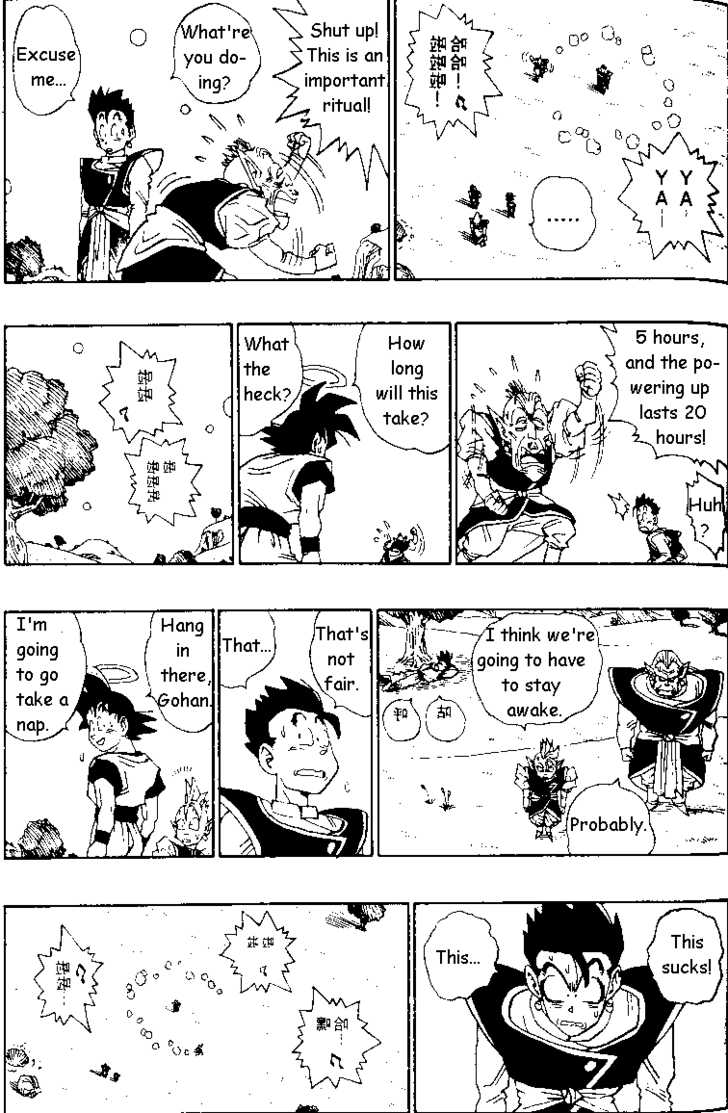 Excuse
me...
What're
you do-
ing?
Shut up!
This is an
important
ritual!
YA
YA
.....
What
the
heck?
How
long
will this
take?
5 hours,
and the po-
wering up
lasts 20
hours!
Huh
?
I'm
going
to go
take a
nap.
Hang
in
there,
Gohan.
That...
That's
not
fair.
I think we're
going to have
to stay
awake.
Probably.
This...
This
sucks!